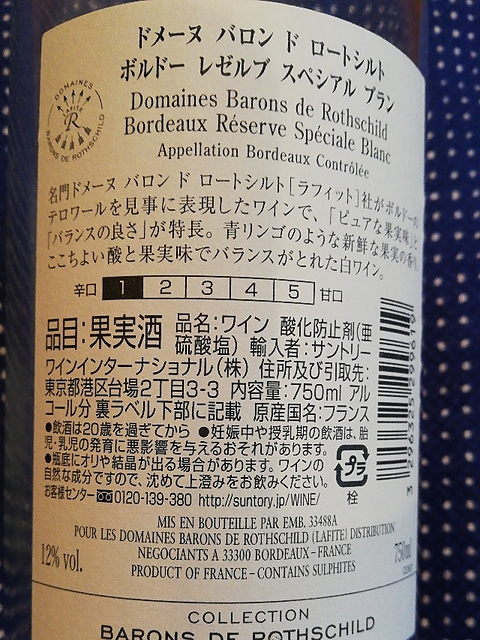 ドメーヌ バロン ド ロートシルト
ボルドー レゼルブ スペシアル ブラン
Domaines Barons de Rothschild
Bordeaux Réserve Spéciale Blanc
Appellation Bordeaux Contrôlée
DOMAINES
BARONS DE ROTHSCHILD
名門ドメーヌ バロン ド ロートシルト[ラフィット]社がボルドーの
テロワールを見事に表現したワインで、「ピュアな果実味」と
「バランスの良さ」が特長。青リンゴのような新鮮な果実の香り、
ここちよい酸と果実味でバランスがとれた白ワイン。
辛口 1 2 3 4 5 甘口
品目:果実酒 品名:ワイン 酸化防止剤(亜
硫酸塩) 輸入者:サントリー
ワインインターナショナル(株) 住所及び引取先:
東京都港区台場2丁目3-3 内容量:750ml アル
コール分 裏ラベル下部に記載 原産国名:フランス
●飲酒は20歳を過ぎてから ●妊娠中や授乳期の飲酒は、胎
児・乳児の発育に悪影響を与えるおそれがあります。
●瓶底にオリや結晶が出る場合があります。ワインの
自然な成分ですので、沈めて上澄みをお飲みください。
お客様センター 0120-139-380 http://suntory.jp/WINE/
プラ
栓
3 296325 299619
MIS EN BOUTEILLE PAR EMB. 33488A
POUR LES DOMAINES BARONS DE ROTHSCHILD (LAFITE) DISTRIBUTION
NEGOCIANTS A 33300 BORDEAUX - FRANCE
PRODUCT OF FRANCE - CONTAINS SULPHITES
12% vol.
750ml
COLLECTION
BARONS DE ROTHSCHILD